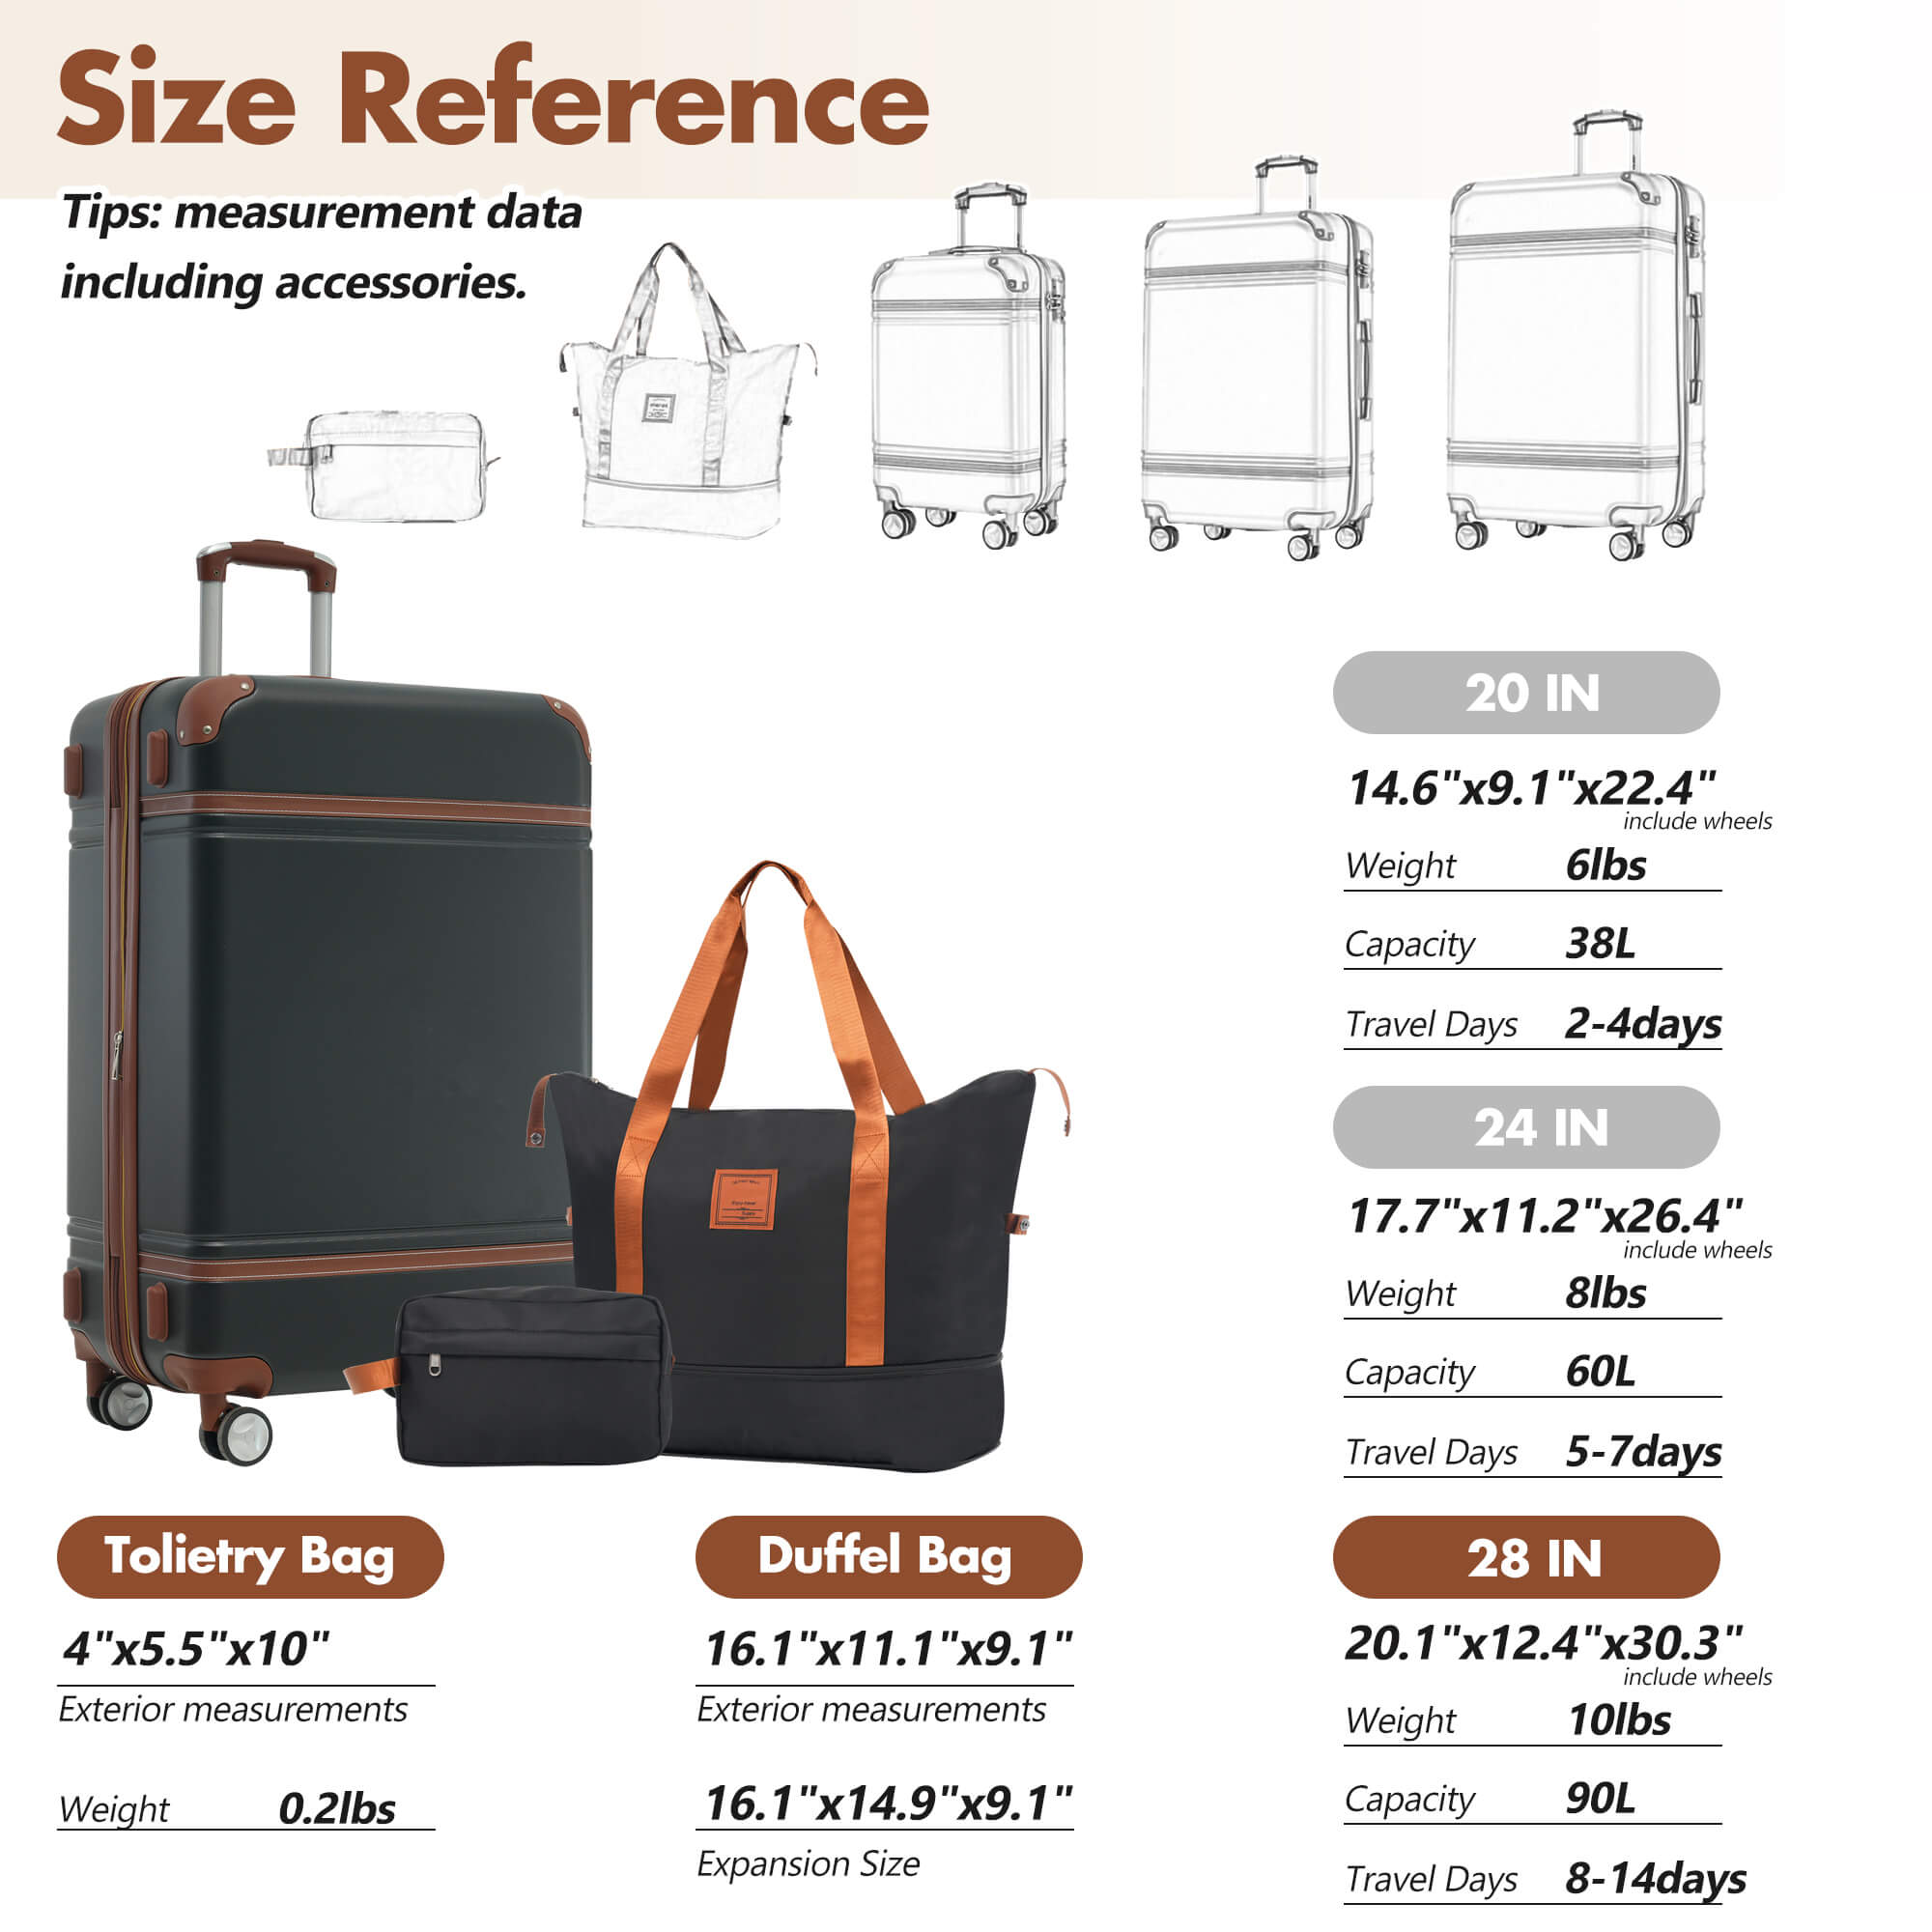 Size Reference
Tips: measurement data
including accessories.
20 IN
14.6"x9.1"x22.4"
include wheels
Weight 6lbs
Capacity 38L
Travel Days 2-4days
24 IN
17.7"x11.2"x26.4"
include wheels
Weight 8lbs
Capacity 60L
Travel Days 5-7days
Tolietry Bag
4"x5.5"x10"
Exterior measurements
Weight 0.2lbs
Duffel Bag
16.1"x11.1"x9.1"
Exterior measurements
16.1"x14.9"x9.1"
Expansion Size
28 IN
20.1"x12.4"x30.3"
include wheels
Weight 10lbs
Capacity 90L
Travel Days 8-14days